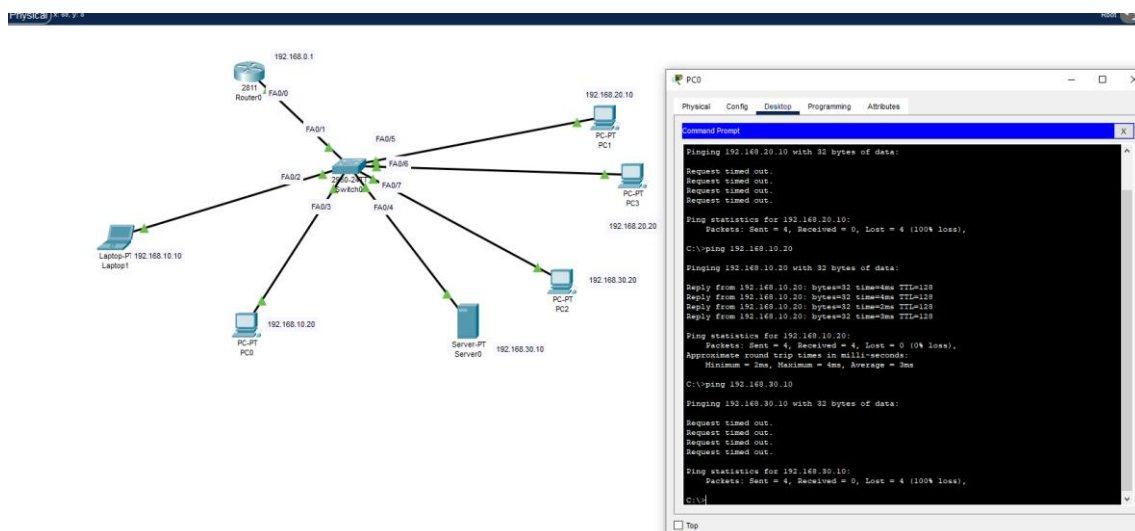 Physical
Root
192.168.0.1
2811
Router0
FA0/0
FA0/1
FA0/5
192.168.20.10
PC-PT
PC1
FA0/6
FA0/2
Switch0
FA0/7
PC-PT
PC3
FA0/3
FA0/4
192.168.20.20
Laptop-PT 192.168.10.10
Laptop1
192.168.30.20
PC-PT
PC2
192.168.10.20
PC-PT
PC0
Server-PT
Server0
192.168.30.10
PC0
Physical Config Desktop Programming Attributes
Command Prompt
X
Pinging 192.168.20.10 with 32 bytes of data:
Request timed out.
Request timed out.
Request timed out.
Request timed out.
Ping statistics for 192.168.20.10:
Packets: Sent = 4, Received = 0, Lost = 4 (100% loss),
C:\>ping 192.168.10.20
Pinging 192.168.10.20 with 32 bytes of data:
Reply from 192.168.10.20: bytes=32 time=4ms TTL=128
Reply from 192.168.10.20: bytes=32 time=4ms TTL=128
Reply from 192.168.10.20: bytes=32 time=2ms TTL=128
Reply from 192.168.10.20: bytes=32 time=3ms TTL=128
Ping statistics for 192.168.10.20:
Packets: Sent = 4, Received = 4, Lost = 0 (0% loss),
Approximate round trip times in milli-seconds:
Minimum = 2ms, Maximum = 4ms, Average = 3ms
C:\>ping 192.168.30.10
Pinging 192.168.30.10 with 32 bytes of data:
Request timed out.
Request timed out.
Request timed out.
Request timed out.
Ping statistics for 192.168.30.10:
Packets: Sent = 4, Received = 0, Lost = 4 (100% loss),
C:\>
Top